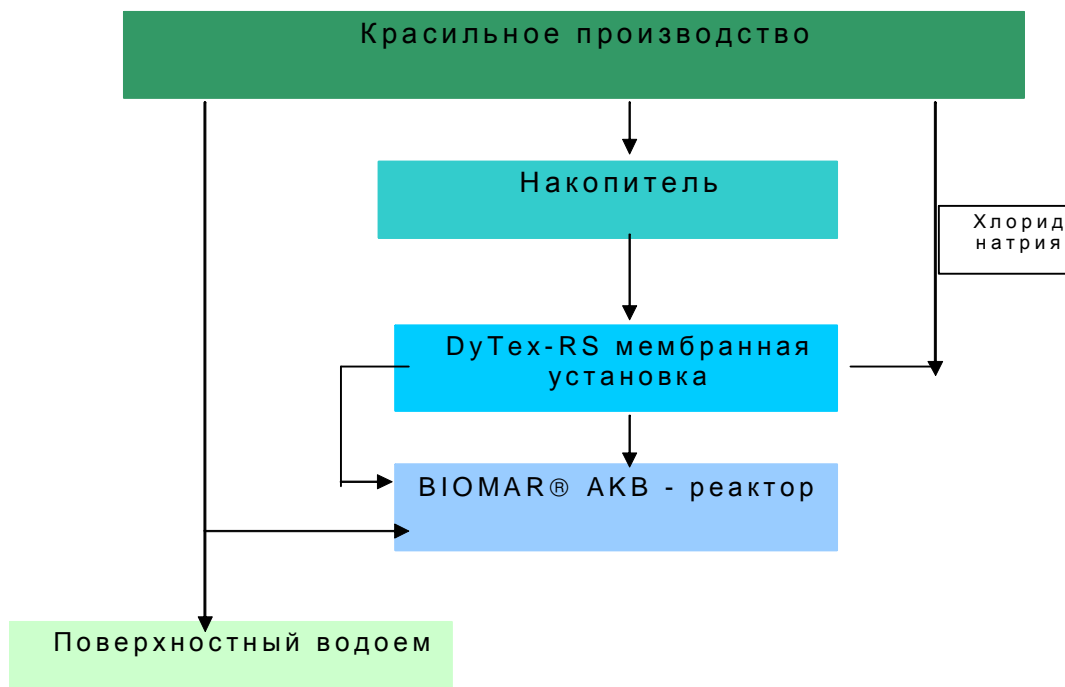 Красильное производство
Накопитель
Хлорид
натрия
DyTex-RS мембранная
установка
BIOMAR® AKB - реактор
Поверхностный водоем